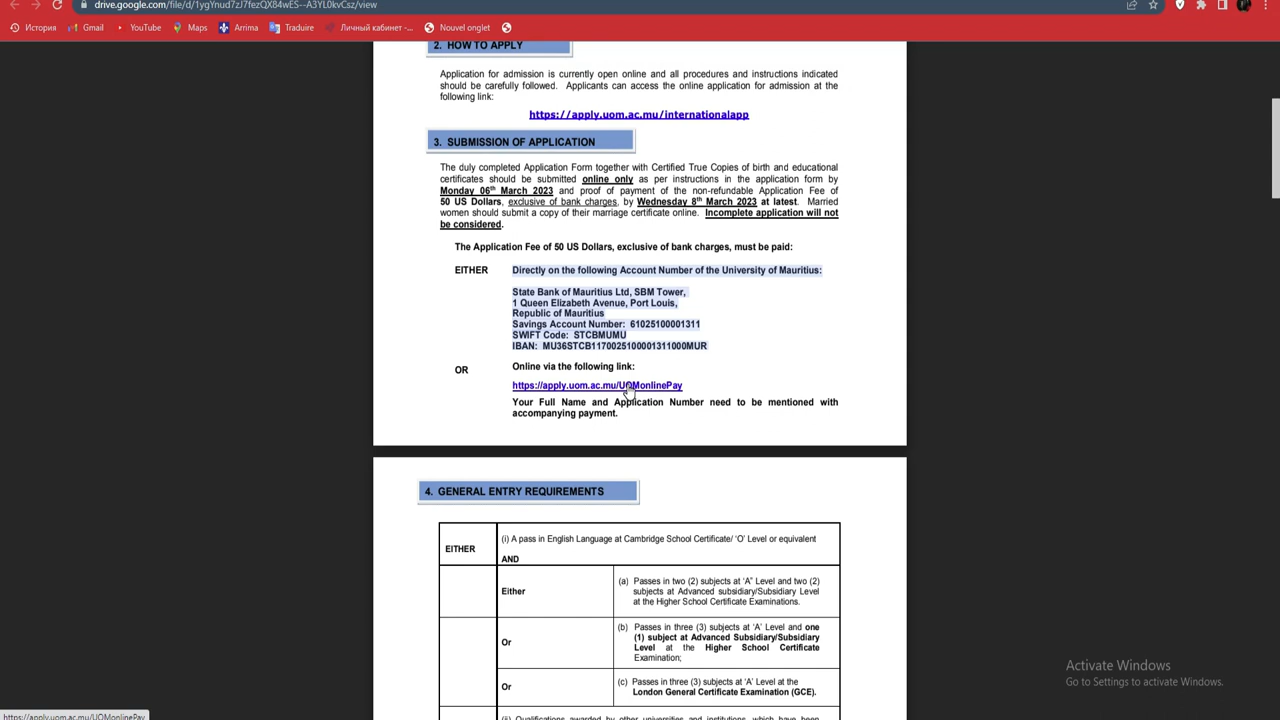 drive.google.com/file/d/1ygYnud7zJ7fezQX84wES--A3YL0kvCsz/view
История Gmail YouTube Maps Arrima Traduire Личный кабинет -... Nouvel onglet
2. HOW TO APPLY
Application for admission is currently open online and all procedures and instructions indicated
should be carefully followed. Applicants can access the online application for admission at the
following link:
https://apply.uom.ac.mu/internationalapp
3. SUBMISSION OF APPLICATION
The duly completed Application Form together with Certified True Copies of birth and educational
certificates should be submitted online only as per instructions in the application form by
Monday 06th March 2023 and proof of payment of the non-refundable Application Fee of
50 US Dollars, exclusive of bank charges, by Wednesday 8th March 2023 at latest. Married
women should submit a copy of their marriage certificate online. Incomplete application will not
be considered.
The Application Fee of 50 US Dollars, exclusive of bank charges, must be paid:
EITHER Directly on the following Account Number of the University of Mauritius:
State Bank of Mauritius Ltd, SBM Tower,
1 Queen Elizabeth Avenue, Port Louis,
Republic of Mauritius
Savings Account Number: 61025100001311
SWIFT Code: STCBMUMU
IBAN: MU36STCB1170025100001311000MUR
OR Online via the following link:
https://apply.uom.ac.mu/UOMonlinePay
Your Full Name and Application Number need to be mentioned with
accompanying payment.
4. GENERAL ENTRY REQUIREMENTS
EITHER (i) A pass in English Language at Cambridge School Certificate/ 'O' Level or equivalent
AND
Either (a) Passes in two (2) subjects at 'A" Level and two (2)
subjects at Advanced subsidiary/Subsidiary Level
at the Higher School Certificate Examinations.
Or (b) Passes in three (3) subjects at 'A' Level and one
(1) subject at Advanced Subsidiary/Subsidiary
Level at the Higher School Certificate
Examination;
Or (c) Passes in three (3) subjects at 'A' Level at the
London General Certificate Examination (GCE).
(ii) Qualifications awarded by other universities and institutions, which have been
Activate Windows
Go to Settings to activate Windows.
https://apply.uom.ac.mu/UOMonlinePay